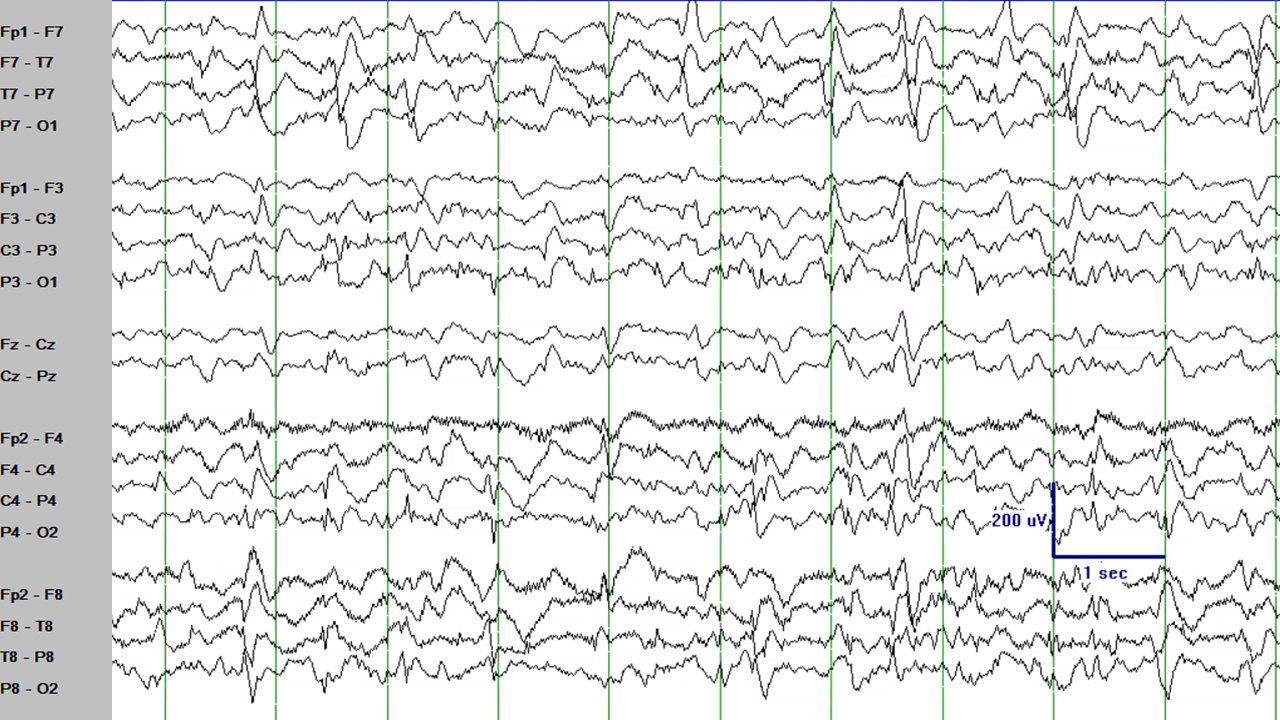 Fp1 - F7
F7 - T7
T7 - P7
P7 - O1
Fp1 - F3
F3 - C3
C3 - P3
P3 - O1
Fz - Cz
Cz - Pz
Fp2 - F4
F4 - C4
C4 - P4
P4 - O2
200 uV
1 sec
Fp2 - F8
F8 - T8
T8 - P8
P8 - O2